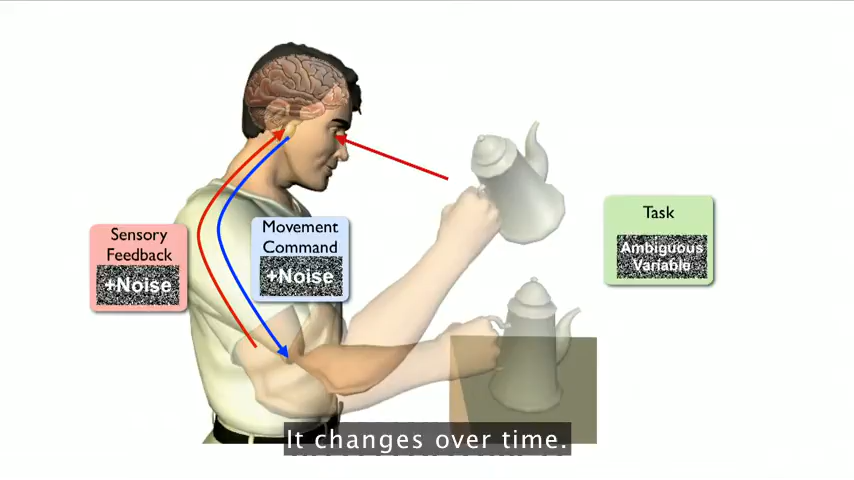 Sensory
Feedback
+Noise
Movement
Command
+Noise
Task
Ambiguous
Variable
It changes over time.